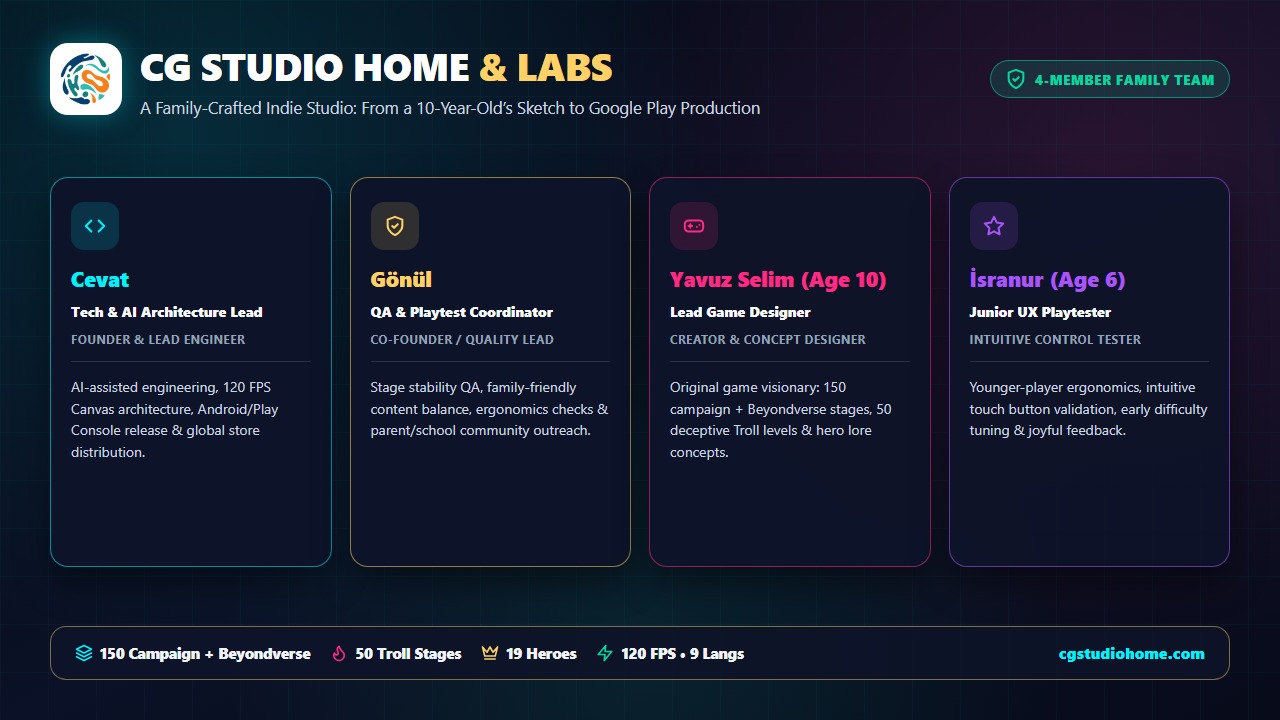 CG STUDIO HOME & LABS
A Family-Crafted Indie Studio: From a 10-Year-Old's Sketch to Google Play Production
4-MEMBER FAMILY TEAM
Cevat
Tech & AI Architecture Lead
FOUNDER & LEAD ENGINEER
AI-assisted engineering, 120 FPS
Canvas architecture, Android/Play
Console release & global store
distribution.
Gönül
QA & Playtest Coordinator
CO-FOUNDER / QUALITY LEAD
Stage stability QA, family-friendly
content balance, ergonomics checks &
parent/school community outreach.
Yavuz Selim (Age 10)
Lead Game Designer
CREATOR & CONCEPT DESIGNER
Original game visionary: 150
campaign + Beyondverse stages, 50
deceptive Troll levels & hero lore
concepts.
İsranur (Age 6)
Junior UX Playtester
INTUITIVE CONTROL TESTER
Younger-player ergonomics, intuitive
touch button validation, early difficulty
tuning & joyful feedback.
150 Campaign + Beyondverse
50 Troll Stages
19 Heroes
120 FPS • 9 Langs
cgstudiohome.com